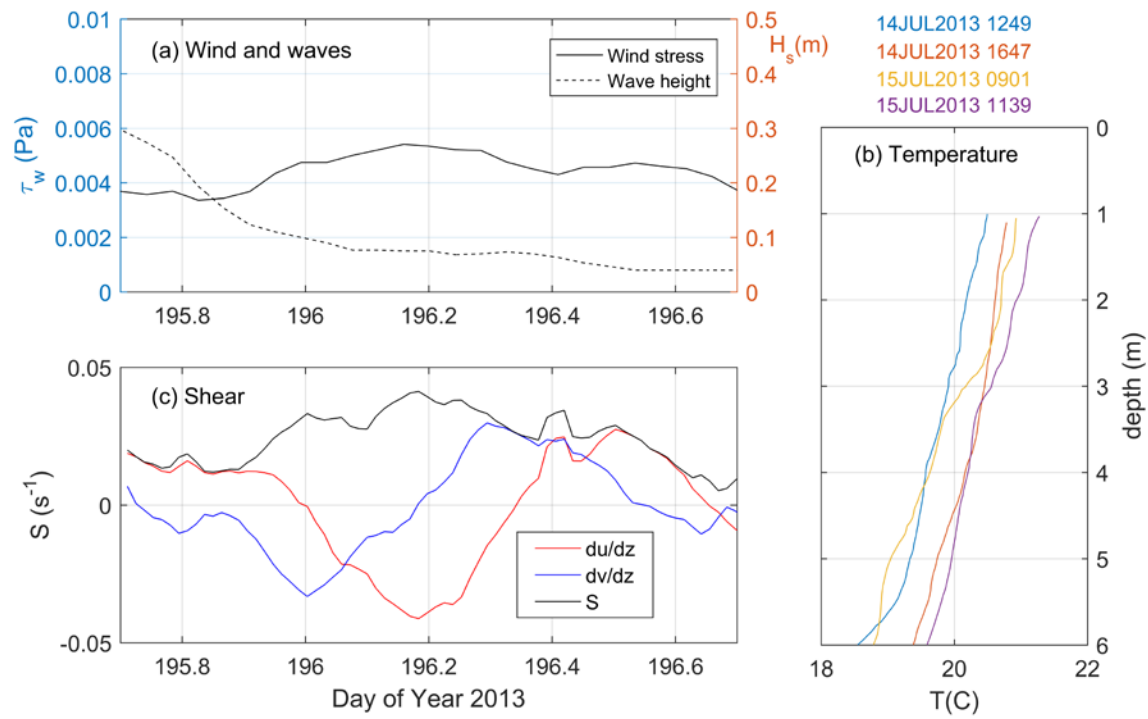 (a) Wind and waves
Wind stress
Wave height
0.01
0.008
0.006
0.004
0.002
0
τw (Pa)
0.5
0.4
0.3
0.2
0.1
0
Hs(m)
195.8 196 196.2 196.4 196.6
14JUL2013 1249
14JUL2013 1647
15JUL2013 0901
15JUL2013 1139
(b) Temperature
0
1
2
3
4
5
6
depth (m)
18 20 22
T(C)
(c) Shear
0.05
0
-0.05
S (s-1)
du/dz
dv/dz
S
195.8 196 196.2 196.4 196.6
Day of Year 2013